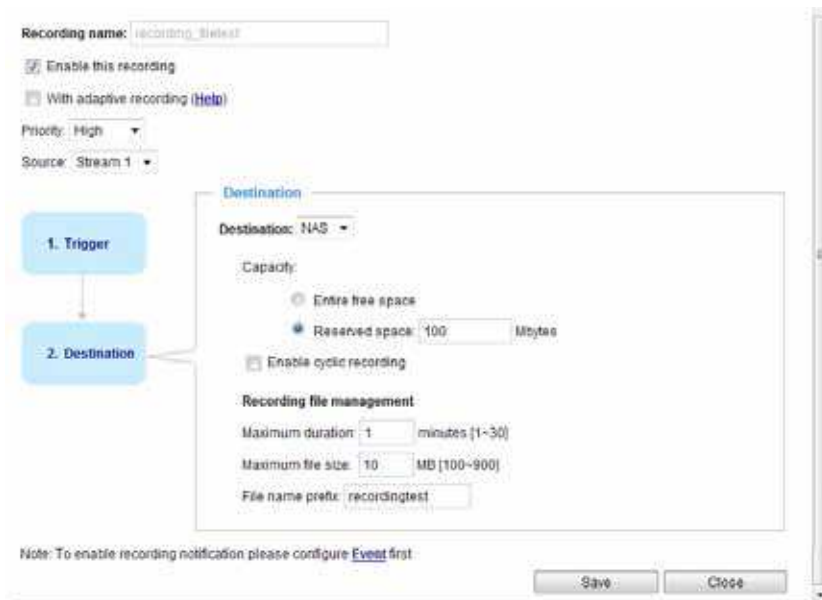 Recording name: recording_filetest
Enable this recording
With adaptive recording (Help)
Priority: High
Source: Stream 1
Destination
1. Trigger
Destination: NAS
Capacity:
Entire free space
Reserved space: 100 Mbytes
2. Destination
Enable cyclic recording
Recording file management
Maximum duration: 1 minutes [1~30]
Maximum file size: 10 MB [100~900]
File name prefix: recordingtest
Note: To enable recording notification please configure Event first
Save Close